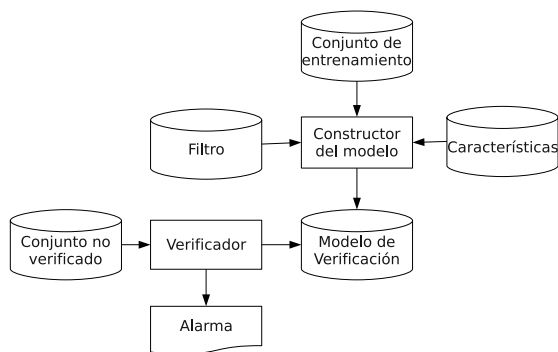 Conjunto de
entrenamiento
Filtro
Constructor
del modelo
Características
Conjunto no
verificado
Verificador
Modelo de
Verificación
Alarma